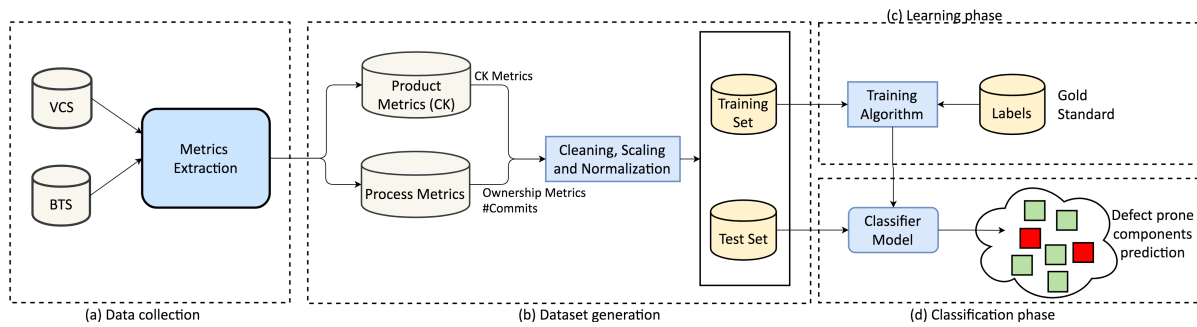 (c) Learning phase
VCS
BTS
Metrics
Extraction
(a) Data collection
Product
Metrics (CK)
CK Metrics
Process Metrics
Ownership Metrics
#Commits
Cleaning, Scaling
and Normalization
Training
Set
Test Set
(b) Dataset generation
Training
Algorithm
Labels
Gold
Standard
Classifier
Model
Defect prone
components
prediction
(d) Classification phase